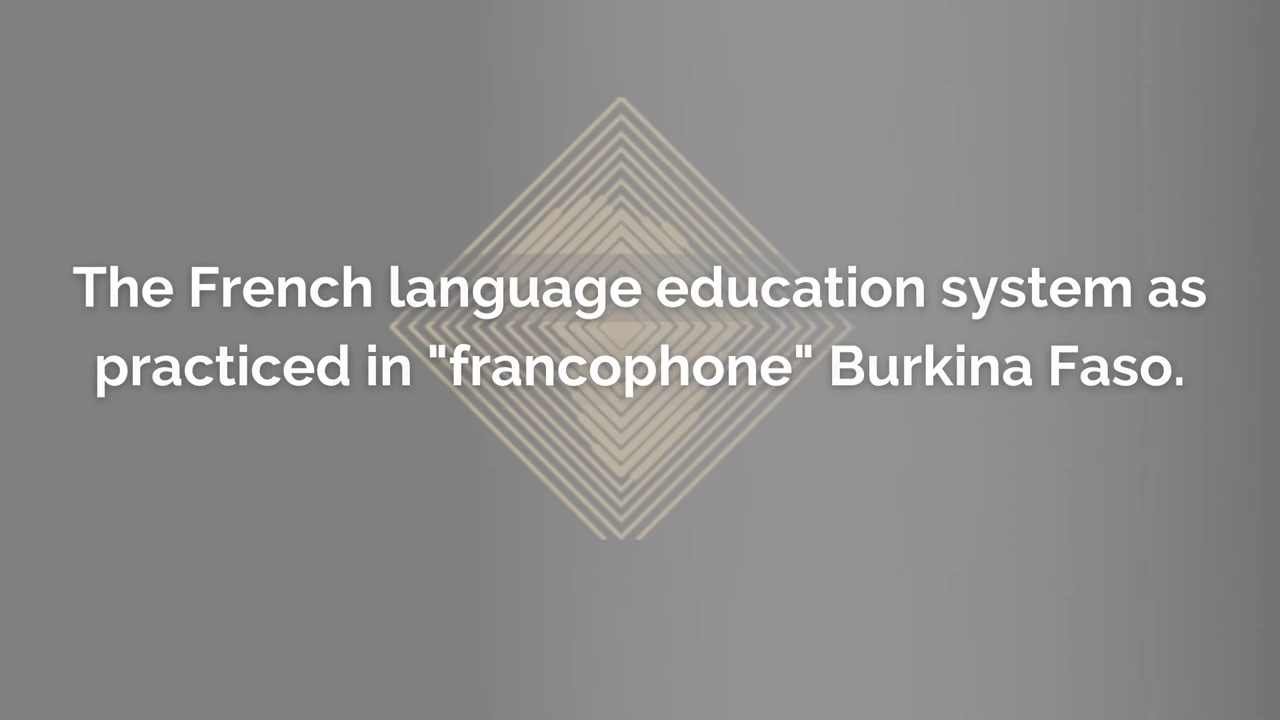 The French language education system as
practiced in "francophone" Burkina Faso.